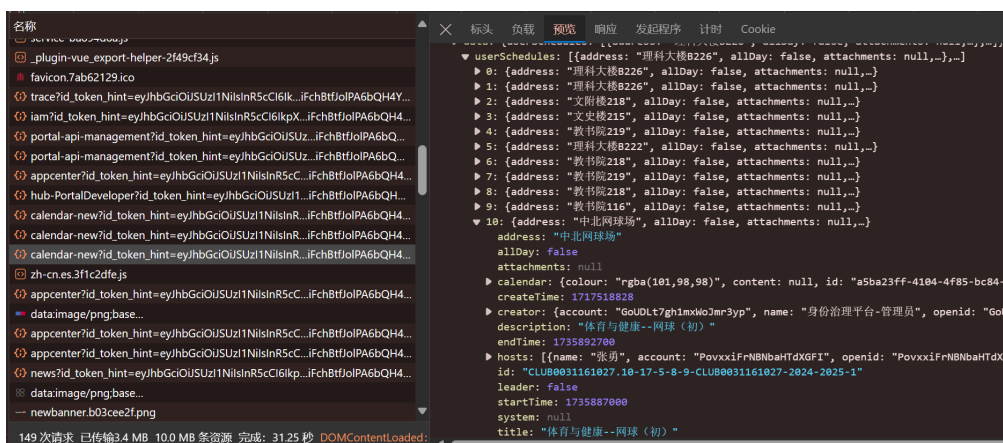 名称
_plugin-vue_export-helper-2f49cf34.js
favicon.7ab62129.ico
trace?id_token_hint=eyJhbGciOiJSUzI1NiIsInR5cCI6Ik...iFchBtfJolPA6bQH4Y...
iam?id_token_hint=eyJhbGciOiJSUzI1NiIsInR5cCI6IkpX...iFchBtfJolPA6bQH4...
portal-api-management?id_token_hint=eyJhbGciOiJSUz...iFchBtfJolPA6bQ...
portal-api-management?id_token_hint=eyJhbGciOiJSUz...iFchBtfJolPA6bQ...
appcenter?id_token_hint=eyJhbGciOiJSUzI1NiIsInR5cC...iFchBtfJolPA6bQH4...
hub-PortalDeveloper?id_token_hint=eyJhbGciOiJSUzI1...iFchBtfJolPA6bQH...
calendar-new?id_token_hint=eyJhbGciOiJSUzI1NiIsInR...iFchBtfJolPA6bQH4...
calendar-new?id_token_hint=eyJhbGciOiJSUzI1NiIsInR...iFchBtfJolPA6bQH4...
calendar-new?id_token_hint=eyJhbGciOiJSUzI1NiIsInR...iFchBtfJolPA6bQH4...
zh-cn.es.3f1c2dfe.js
appcenter?id_token_hint=eyJhbGciOiJSUzI1NiIsInR5cC...iFchBtfJolPA6bQH4...
data:image/png;base...
appcenter?id_token_hint=eyJhbGciOiJSUzI1NiIsInR5cC...iFchBtfJolPA6bQH4...
appcenter?id_token_hint=eyJhbGciOiJSUzI1NiIsInR5cC...iFchBtfJolPA6bQH4...
news?id_token_hint=eyJhbGciOiJSUzI1NiIsInR5cCI6Ikp...iFchBtfJolPA6bQH4...
data:image/png;base...
newbanner.b03cee2f.png
149 次请求 已传输3.4 MB 10.0 MB 条资源 完成: 31.25 秒 DOMContentLoaded:
标头 负载 预览 响应 发起程序 计时 Cookie
userSchedules: [{address: "理科大楼B226", allDay: false, attachments: null,…},…]
0: {address: "理科大楼B226", allDay: false, attachments: null,…}
1: {address: "理科大楼B226", allDay: false, attachments: null,…}
2: {address: "文附楼218", allDay: false, attachments: null,…}
3: {address: "文史楼215", allDay: false, attachments: null,…}
4: {address: "教书院219", allDay: false, attachments: null,…}
5: {address: "理科大楼B222", allDay: false, attachments: null,…}
6: {address: "教书院218", allDay: false, attachments: null,…}
7: {address: "教书院219", allDay: false, attachments: null,…}
8: {address: "教书院218", allDay: false, attachments: null,…}
9: {address: "教书院116", allDay: false, attachments: null,…}
10: {address: "中北网球场", allDay: false, attachments: null,…}
address: "中北网球场"
allDay: false
attachments: null
calendar: {colour: "rgba(101,98,98)", content: null, id: "a5ba23ff-4104-4f85-bc84-
createTime: 1717518828
creator: {account: "GoUDLt7gh1mxWoJmr3yp", name: "身份治理平台-管理员", openid: "GoU
description: "体育与健康--网球（初）"
endTime: 1735892700
hosts: [{name: "张勇", account: "PovxxiFrNBNbaHTdXGFI", openid: "PovxxiFrNBNbaHTdX
id: "CLUB0031161027.10-17-5-8-9-CLUB0031161027-2024-2025-1"
leader: false
startTime: 1735887000
system: null
title: "体育与健康--网球（初）"